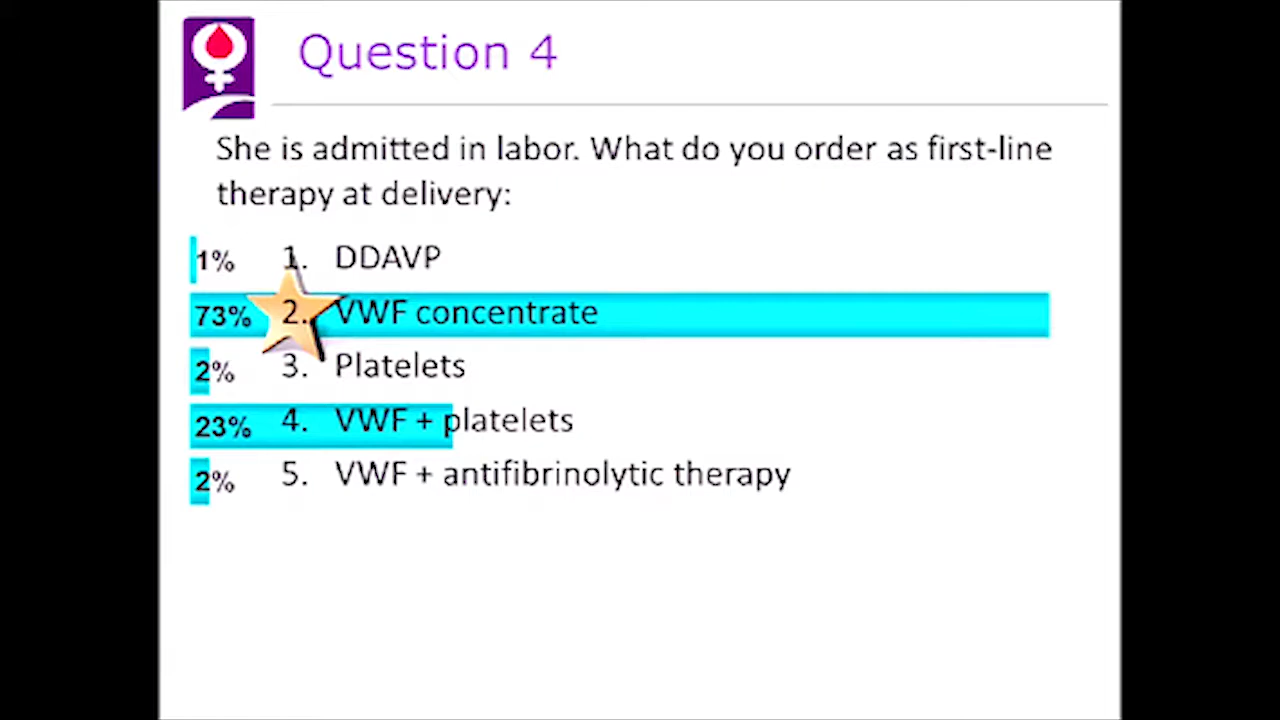 Question 4
She is admitted in labor. What do you order as first-line
therapy at delivery:
1% 1. DDAVP
73% 2. VWF concentrate
2% 3. Platelets
23% 4. VWF + platelets
2% 5. VWF + antifibrinolytic therapy